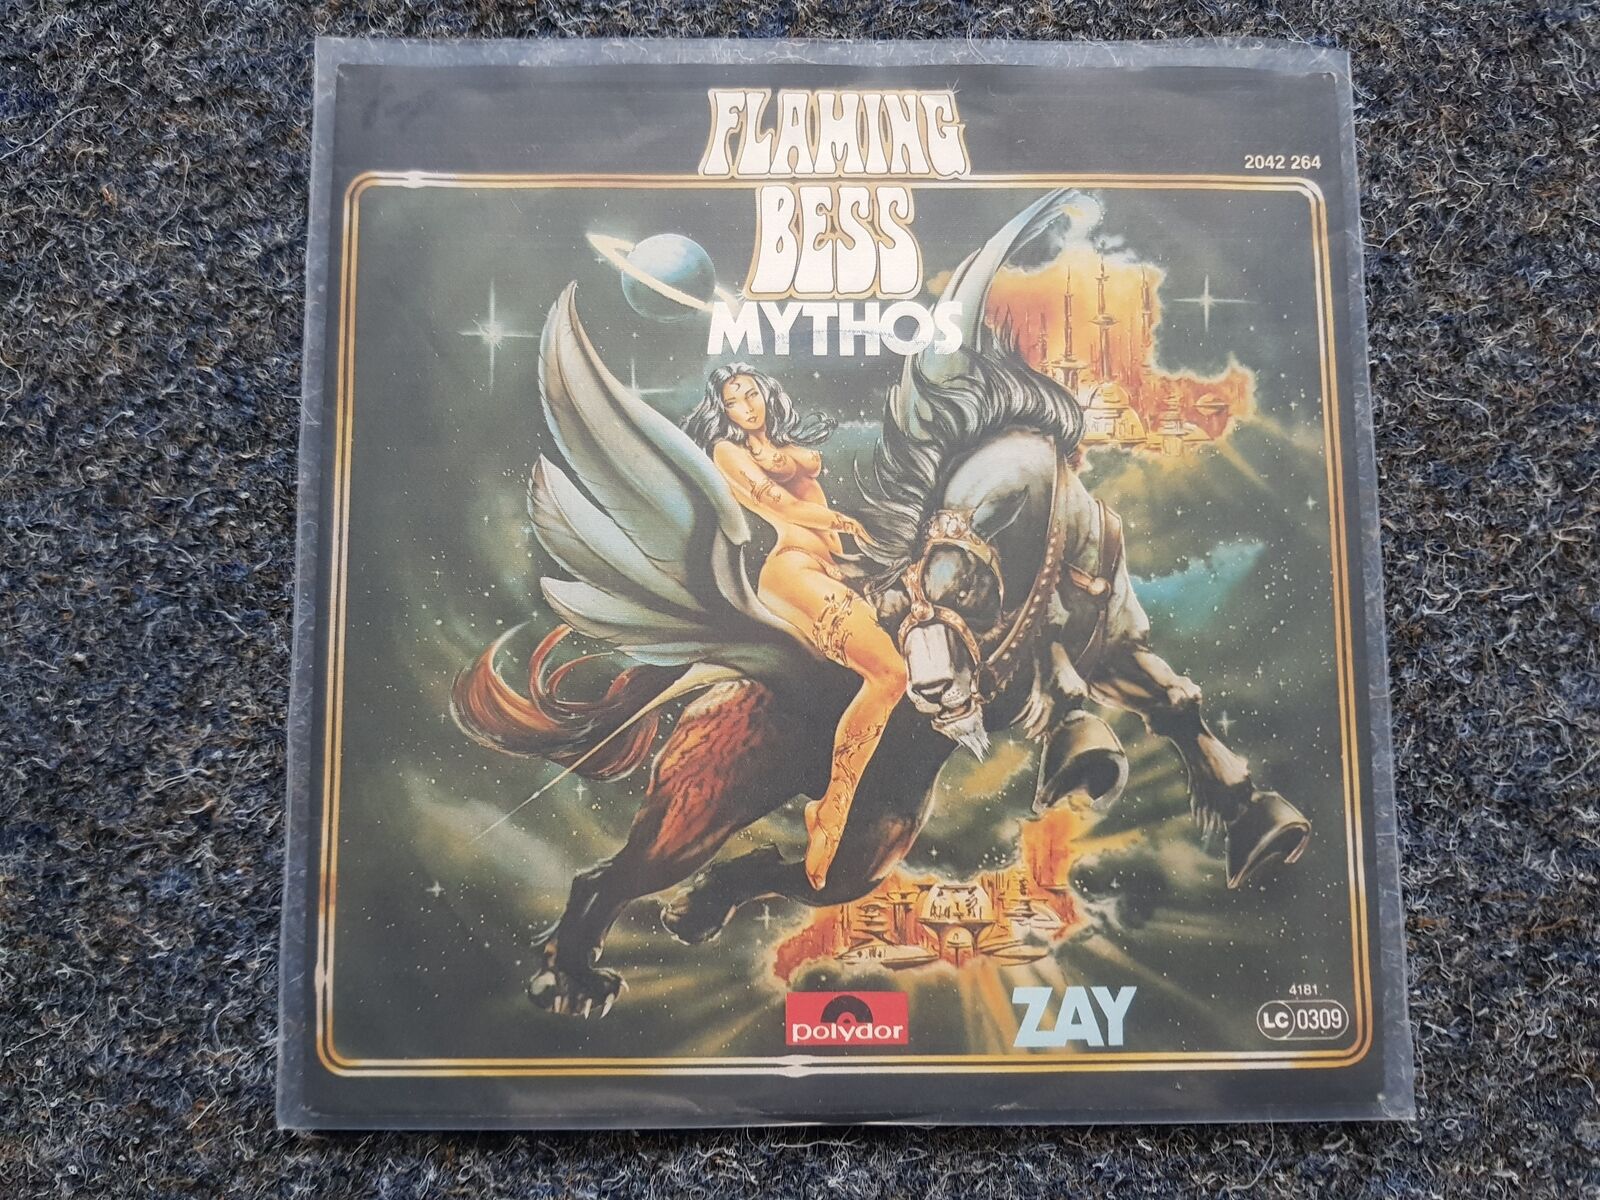 FLAMING
2042 264
BESS
MYTHOS
polydor
ZAY
4181
LC 0309